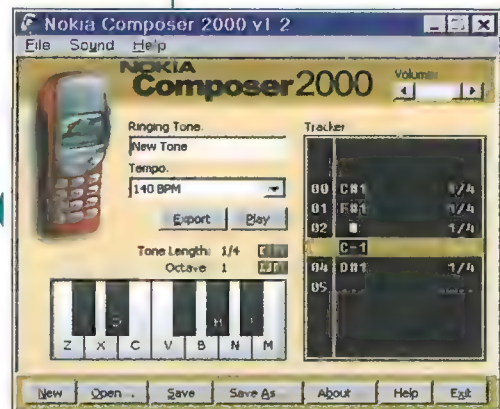 Nokia Composer 2000 v1.2
File Sound Help
NOKIA
Composer2000
Volume:
Ringing Tone:
Tracker
New Tone
Tempo:
140 BPM
00 C#1 1/4
01 F#1 1/4
02 1/4
C-1
04 D#1 1/4
05
Export Play
Tone Length: 1/4
Octave 1
Z X C V B N M
New Open... Save Save As... About... Help Exit